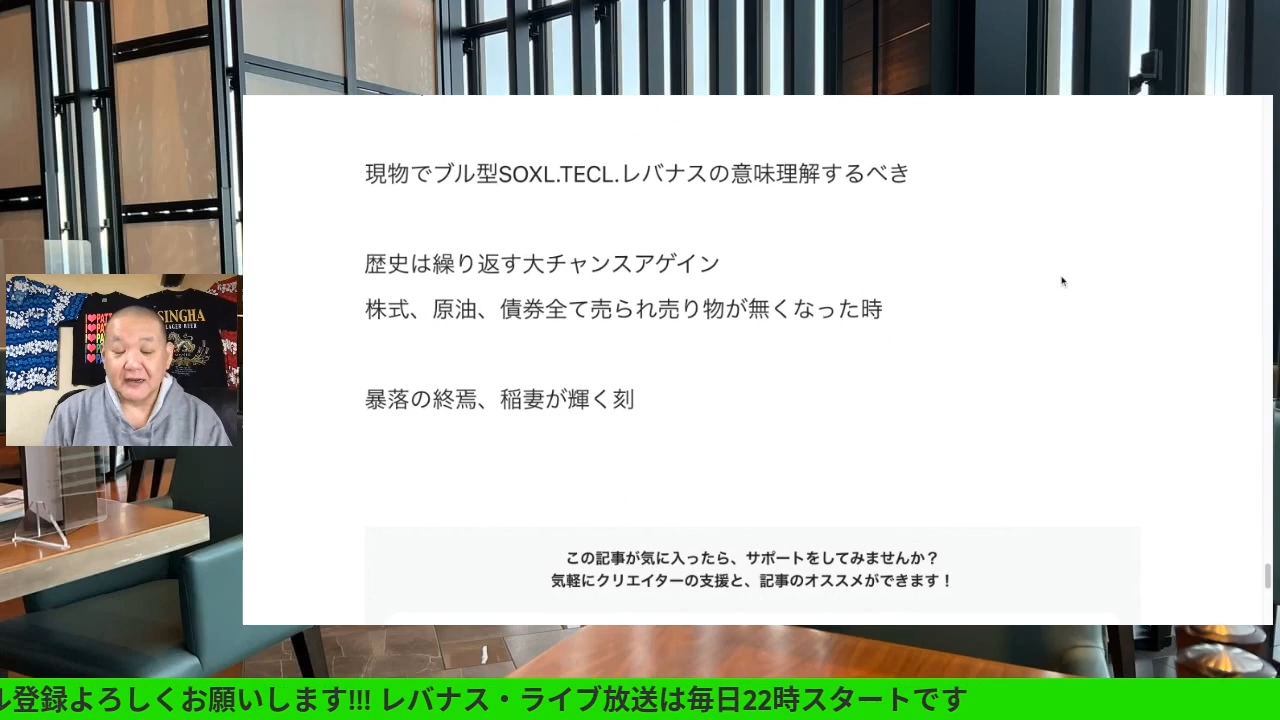 現物でブル型SOXL.TECL.レバナスの意味理解するべき
歴史は繰り返す大チャンスアゲイン
株式、原油、債券全て売られ売り物が無くなった時
暴落の終焉、稲妻が輝く刻
SINGHA
LAGER BEER
この記事が気に入ったら、サポートをしてみませんか？
気軽にクリエイターの支援と、記事のオススメができます！
ル登録よろしくお願いします!!! レバナス・ライブ放送は毎日22時スタートです